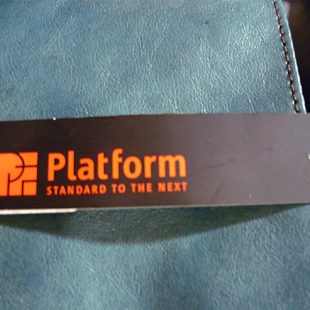 Platform
STANDARD TO THE NEXT